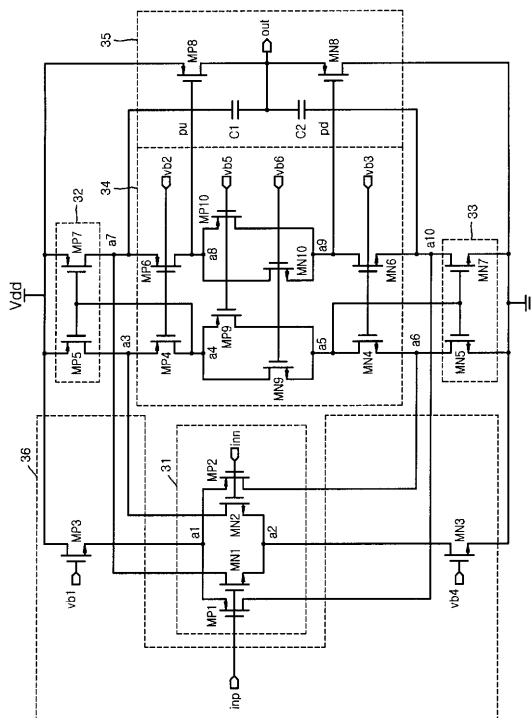 Vdd
36
32
34
35
vb1
MP3
MP5
MP7
a3
a7
MP4
MP6
vb2
pu
MP8
a4
a8
MP9
MP10
vb5
C1
out
31
a1
MP1
MN1
MN2
MP2
inn
inp
a2
MN9
MN10
vb6
C2
a5
a9
pd
MN8
MN4
MN6
vb3
a6
a10
33
vb4
MN3
MN5
MN7